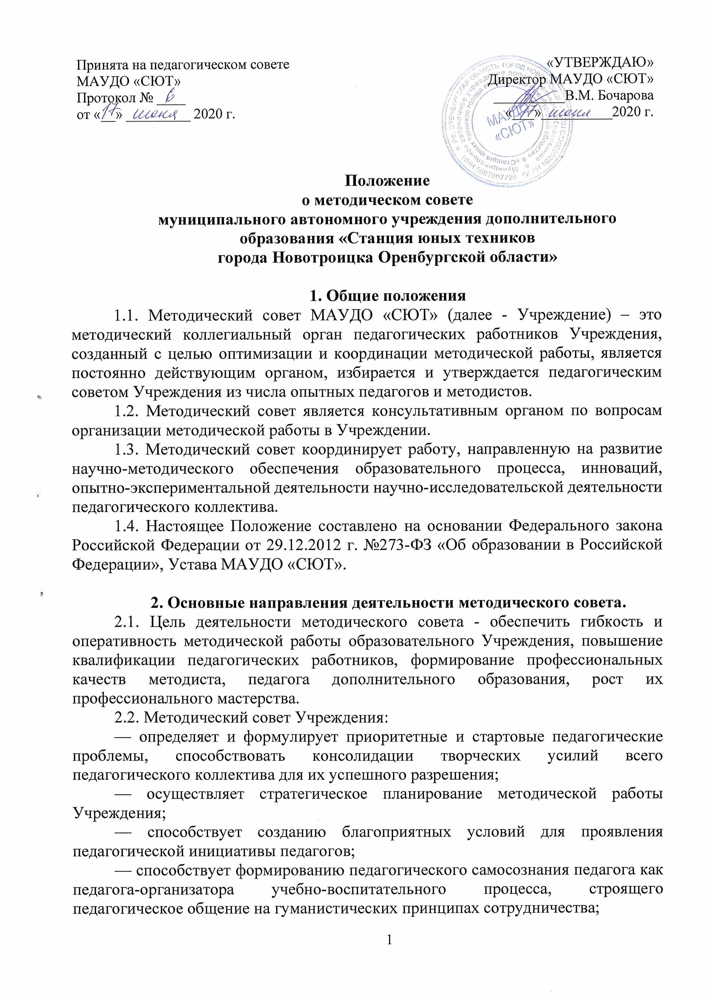 Принята на педагогическом совете
МАУДО «СЮТ»
Протокол № 6
от «17» июня 2020 г.
«УТВЕРЖДАЮ»
Директор МАУДО «СЮТ»
В.М. Бочарова
«17» июня 2020 г.
МАУДО
«СЮТ»
ИНН 5607007729
Положение
о методическом совете
муниципального автономного учреждения дополнительного
образования «Станция юных техников
города Новотроицка Оренбургской области»
1. Общие положения
1.1. Методический совет МАУДО «СЮТ» (далее - Учреждение) – это
методический коллегиальный орган педагогических работников Учреждения,
созданный с целью оптимизации и координации методической работы, является
постоянно действующим органом, избирается и утверждается педагогическим
советом Учреждения из числа опытных педагогов и методистов.
1.2. Методический совет является консультативным органом по вопросам
организации методической работы в Учреждении.
1.3. Методический совет координирует работу, направленную на развитие
научно-методического обеспечения образовательного процесса, инноваций,
опытно-экспериментальной деятельности научно-исследовательской деятельности
педагогического коллектива.
1.4. Настоящее Положение составлено на основании Федерального закона
Российской Федерации от 29.12.2012 г. №273-ФЗ «Об образовании в Российской
Федерации», Устава МАУДО «СЮТ».
2. Основные направления деятельности методического совета.
2.1. Цель деятельности методического совета - обеспечить гибкость и
оперативность методической работы образовательного Учреждения, повышение
квалификации педагогических работников, формирование профессиональных
качеств методиста, педагога дополнительного образования, рост их
профессионального мастерства.
2.2. Методический совет Учреждения:
— определяет и формулирует приоритетные и стартовые педагогические
проблемы, способствовать консолидации творческих усилий всего
педагогического коллектива для их успешного разрешения;
— осуществляет стратегическое планирование методической работы
Учреждения;
— способствует созданию благоприятных условий для проявления
педагогической инициативы педагогов;
— способствует формированию педагогического самосознания педагога как
педагога-организатора учебно-воспитательного процесса, строящего
педагогическое общение на гуманистических принципах сотрудничества;
1